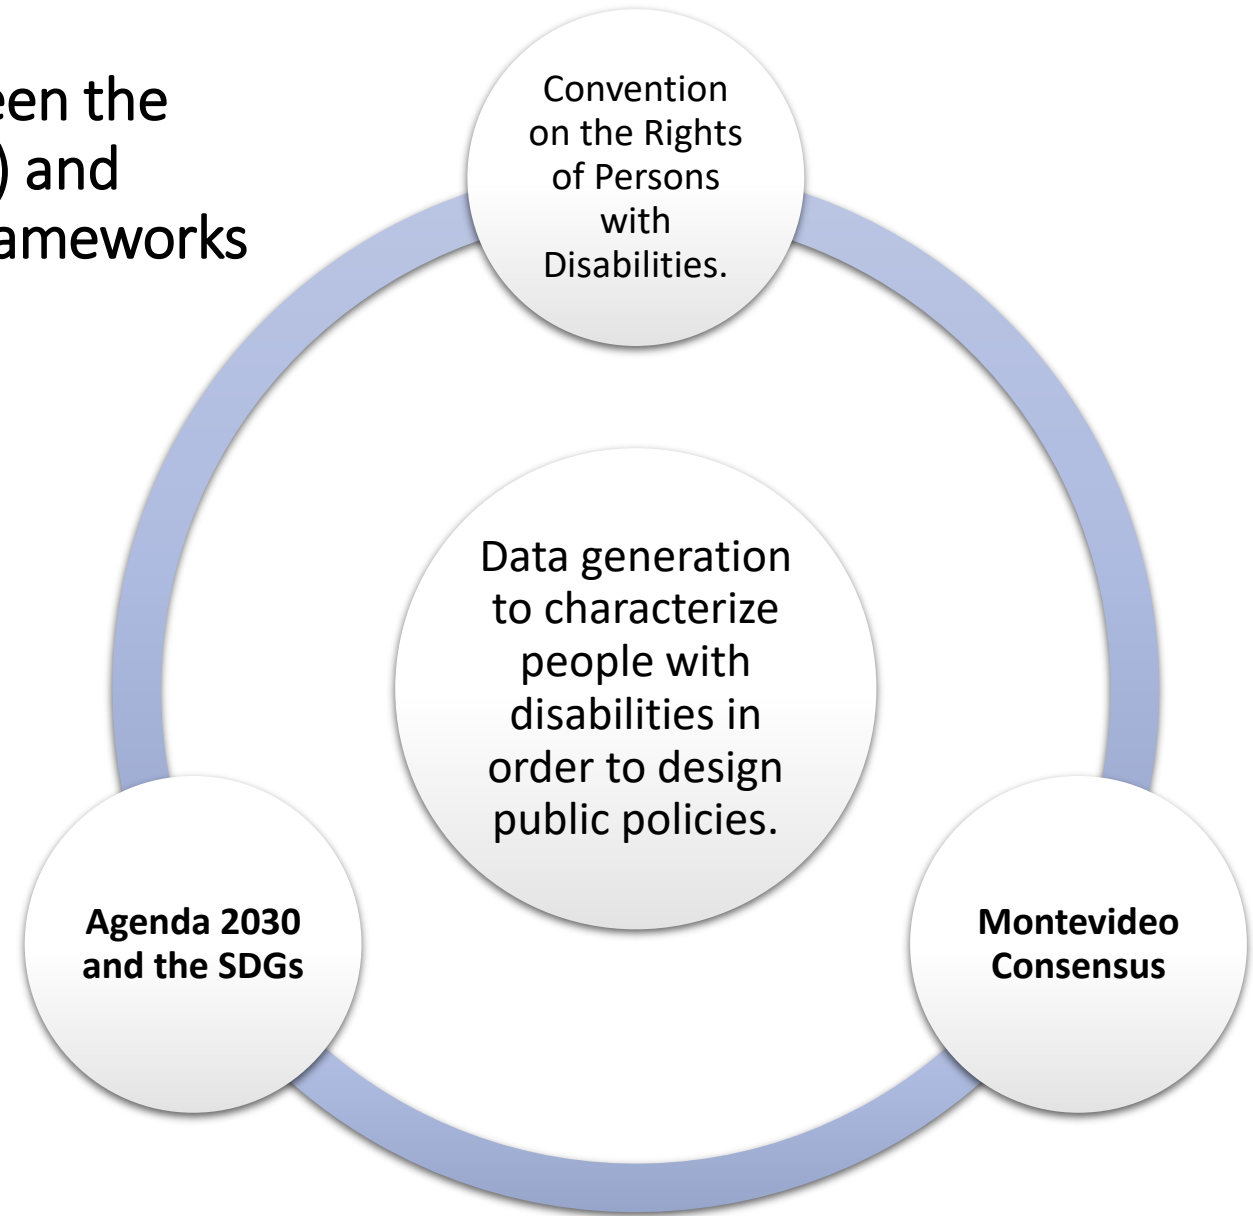 een the
) and
ameworks
Convention
on the Rights
of Persons
with
Disabilities.
Data generation
to characterize
people with
disabilities in
order to design
public policies.
Agenda 2030
and the SDGs
Montevideo
Consensus